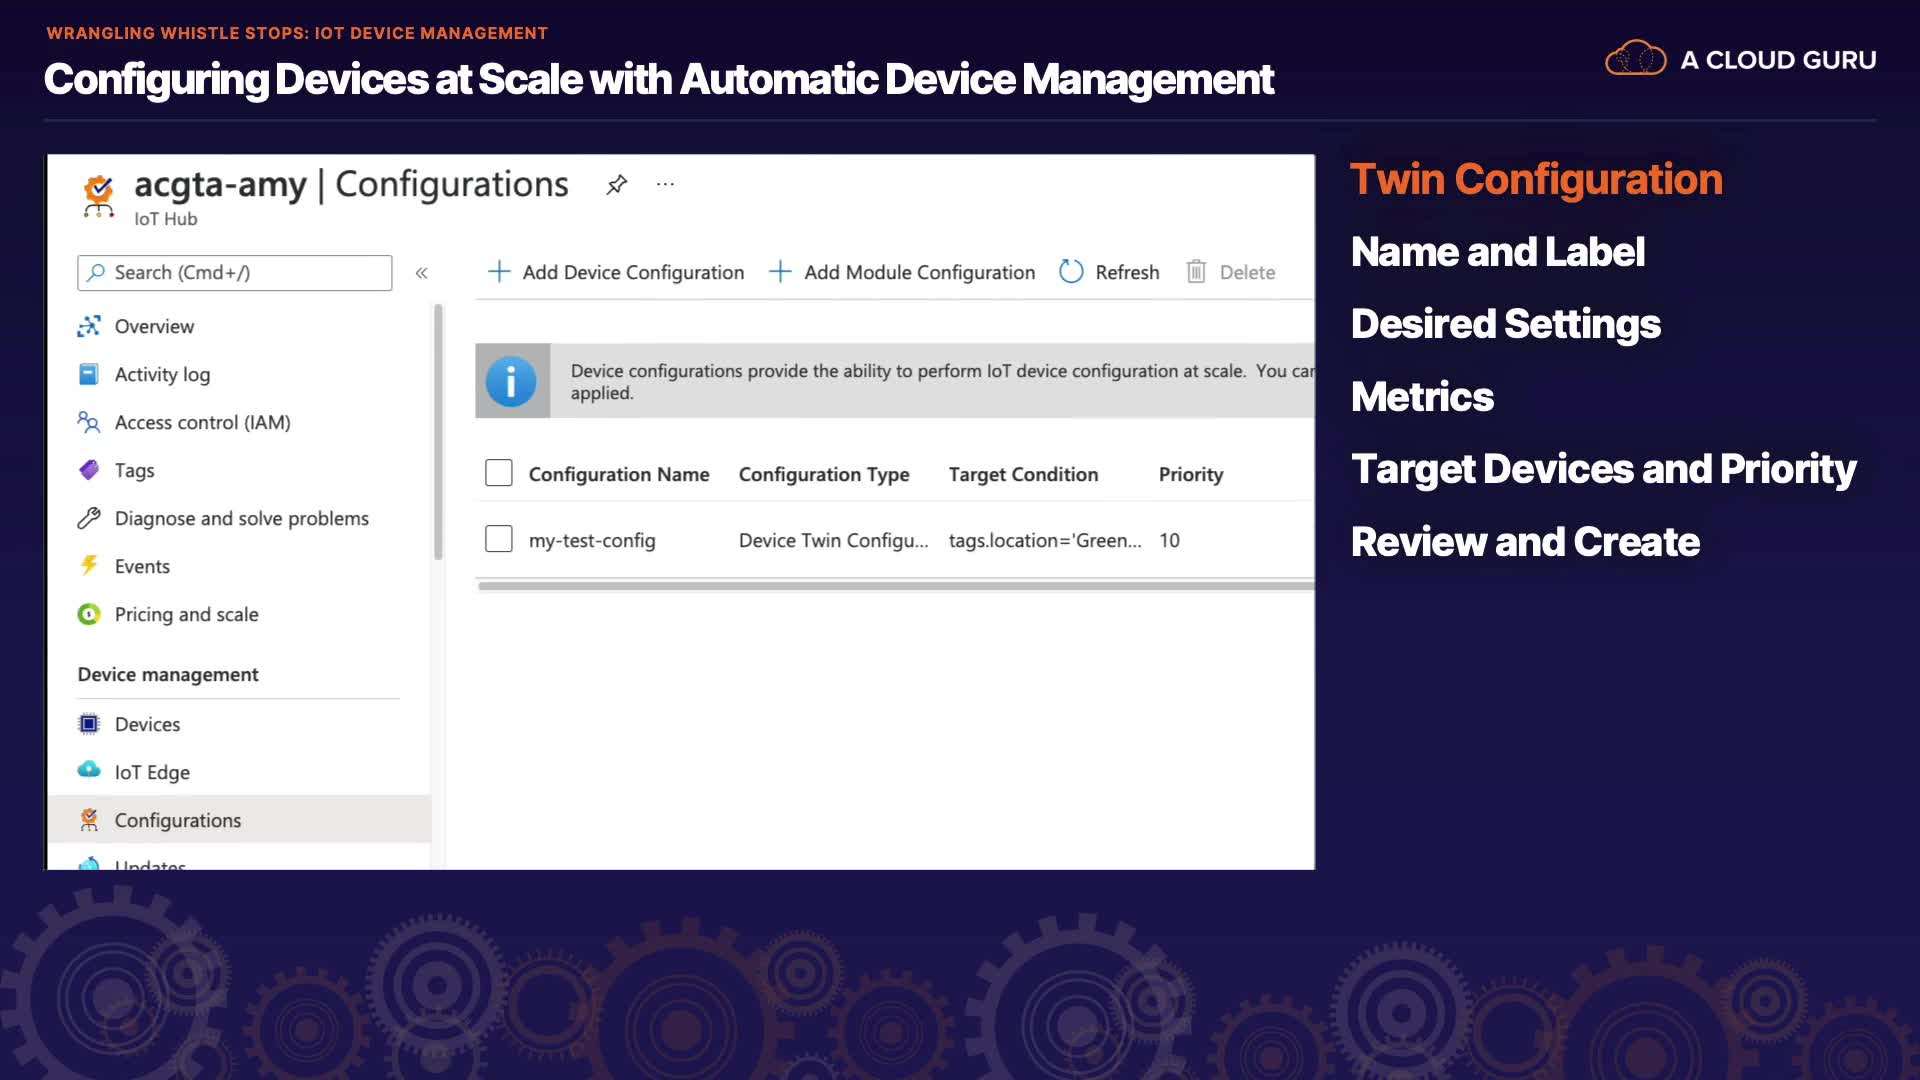 WRANGLING WHISTLE STOPS: IOT DEVICE MANAGEMENT
Configuring Devices at Scale with Automatic Device Management
A CLOUD GURU
acgta-amy | Configurations
IoT Hub
Search (Cmd+/)
Overview
Activity log
Access control (IAM)
Tags
Diagnose and solve problems
Events
Pricing and scale
Device management
Devices
IoT Edge
Configurations
Updates
Add Device Configuration
Add Module Configuration
Refresh
Delete
Device configurations provide the ability to perform IoT device configuration at scale. You can
applied.
Configuration Name Configuration Type Target Condition Priority
my-test-config Device Twin Configu... tags.location='Green... 10
Twin Configuration
Name and Label
Desired Settings
Metrics
Target Devices and Priority
Review and Create